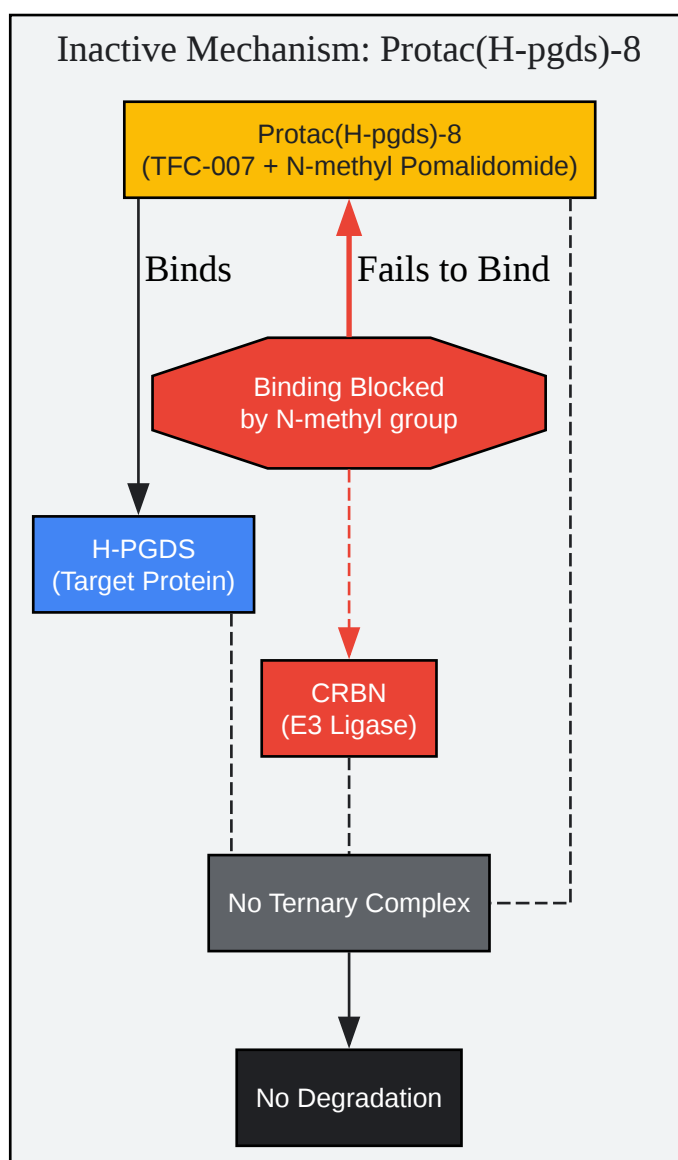 Inactive Mechanism: Protac(H-pgds)-8
Protac(H-pgds)-8
(TFC-007 + N-methyl Pomalidomide)
Binds
Fails to Bind
Binding Blocked
by N-methyl group
H-PGDS
(Target Protein)
CRBN
(E3 Ligase)
No Ternary Complex
No Degradation